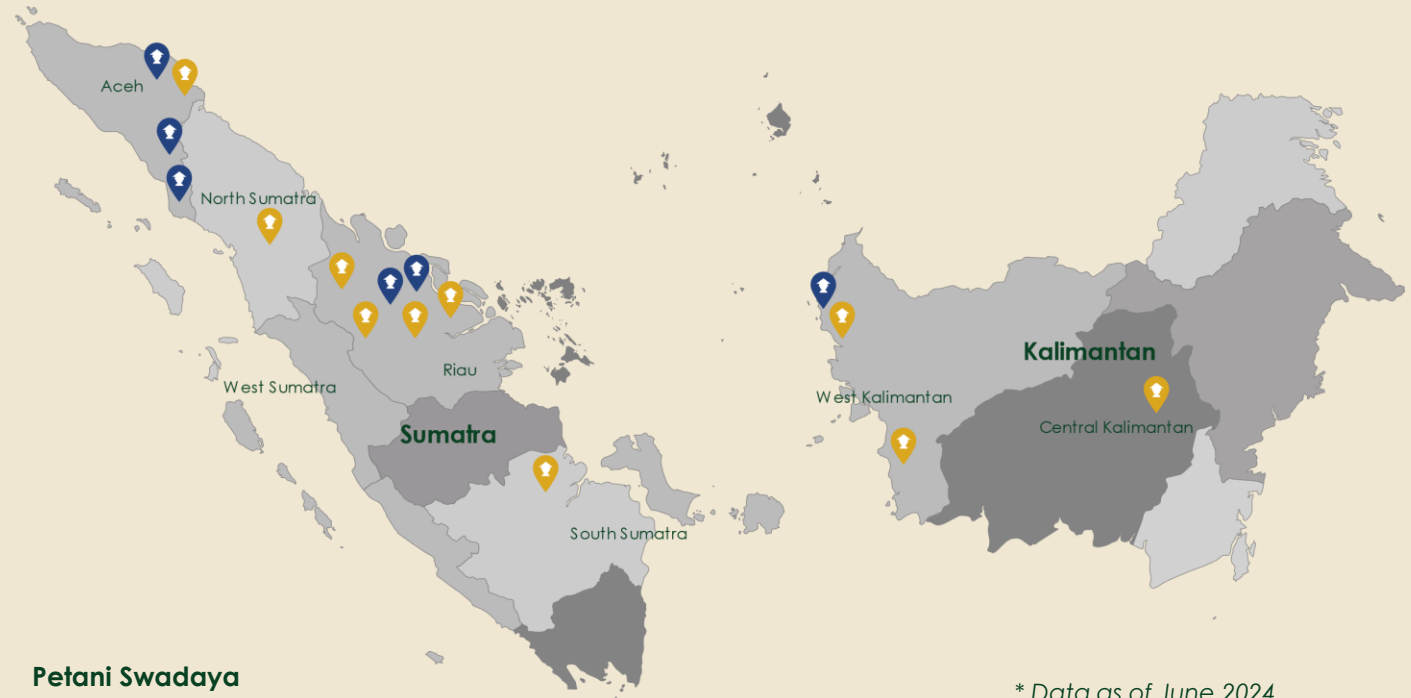 Aceh
North Sumatra
Riau
West Sumatra
Sumatra
South Sumatra
Kalimantan
West Kalimantan
Central Kalimantan
Petani Swadaya
* Data as of June 2024